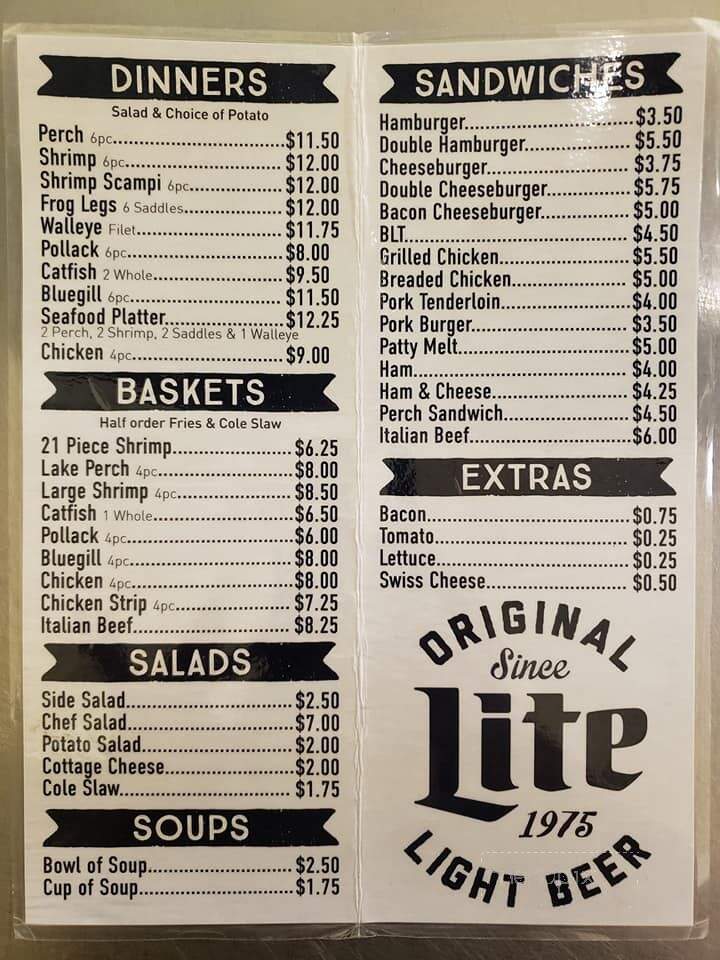 DINNERS
Salad & Choice of Potato
Perch 6pc..................................$11.50
Shrimp 6pc................................$12.00
Shrimp Scampi 6pc..................$12.00
Frog Legs 6 Saddles...................$12.00
Walleye Filet..............................$11.75
Pollack 6pc................................$8.00
Catfish 2 Whole..........................$9.50
Bluegill 6pc...............................$11.50
Seafood Platter.......................$12.25
2 Perch, 2 Shrimp, 2 Saddles & 1 Walleye
Chicken 4pc..............................$9.00
BASKETS
Half order Fries & Cole Slaw
21 Piece Shrimp........................$6.25
Lake Perch 4pc..........................$8.00
Large Shrimp 4pc......................$8.50
Catfish 1 Whole...........................$6.50
Pollack 4pc................................$6.00
Bluegill 4pc...............................$8.00
Chicken 4pc..............................$8.00
Chicken Strip 4pc......................$7.25
Italian Beef...............................$8.25
SALADS
Side Salad.................................$2.50
Chef Salad.................................$7.00
Potato Salad..............................$2.00
Cottage Cheese.........................$2.00
Cole Slaw.................................$1.75
SOUPS
Bowl of Soup.............................$2.50
Cup of Soup..............................$1.75
SANDWICHES
Hamburger.................................$3.50
Double Hamburger....................$5.50
Cheeseburger............................$3.75
Double Cheeseburger................$5.75
Bacon Cheeseburger.................$5.00
BLT...........................................$4.50
Grilled Chicken.........................$5.50
Breaded Chicken.......................$5.00
Pork Tenderloin.........................$4.00
Pork Burger..............................$3.50
Patty Melt.................................$5.00
Ham..........................................$4.00
Ham & Cheese..........................$4.25
Perch Sandwich........................$4.50
Italian Beef...............................$6.00
EXTRAS
Bacon.......................................$0.75
Tomato.....................................$0.25
Lettuce.....................................$0.25
Swiss Cheese...........................$0.50
ORIGINAL
Since
Lite
1975
LIGHT BEER